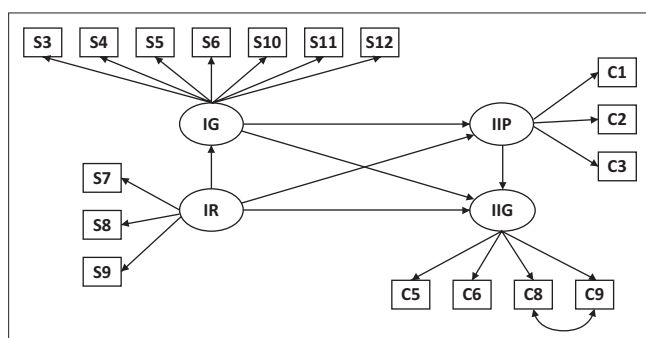 S3 S4 S5 S6 S10 S11 S12
C1
IG IIP C2
C3
S7
S8 IR IIG
S9
C5 C6 C8 C9